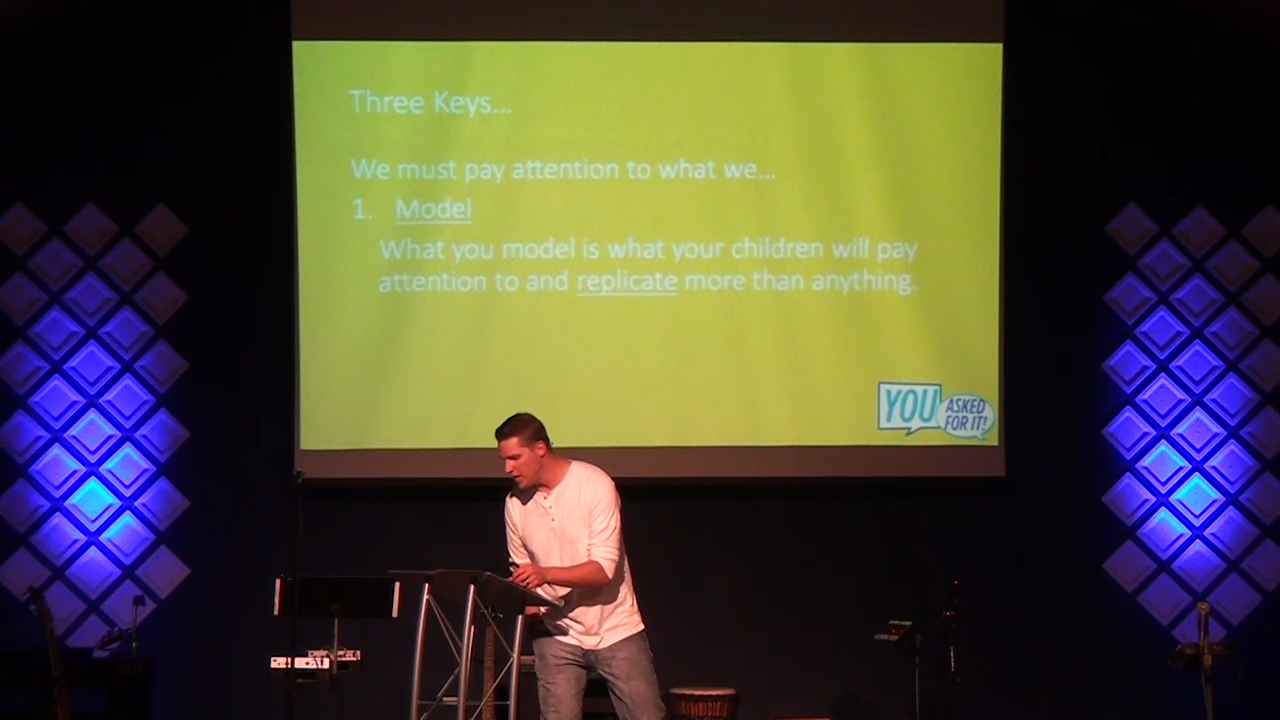 Three Keys...
We must pay attention to what we...
1. Model
What you model is what your children will pay
attention to and replicate more than anything.
YOU
ASKED
FOR IT!